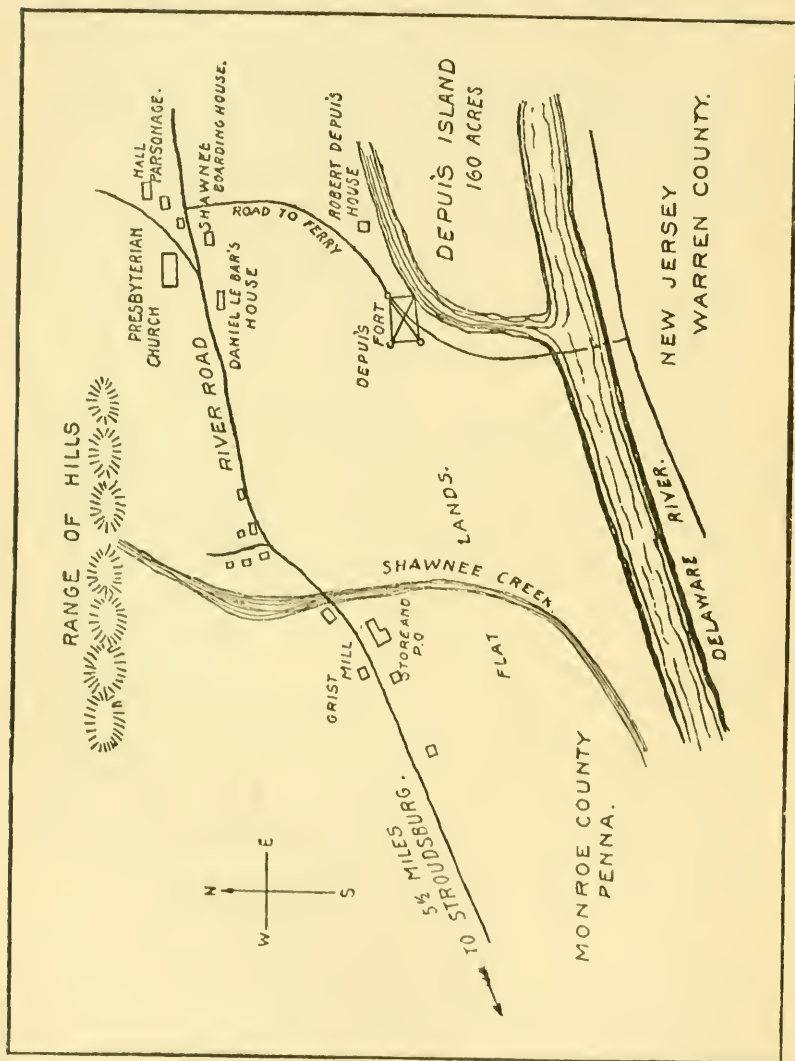 RANGE OF HILLS
HALL
PARSONAGE.
PRESBYTERIAN
CHURCH
SHAWNEE
BOARDING HOUSE.
RIVER ROAD
DANIEL LE BAR'S
HOUSE
ROAD TO FERRY
N
W E
S
ROBERT DEPUIS
HOUSE
GRIST
MILL
STORE AND
P.O
DEPUIS
FORT
SHAWNEE CREEK
DEPUIS ISLAND
160 ACRES
5½ MILES
TO STROUDSBURG.
FLAT LANDS.
MONROE COUNTY
PENNA.
DELAWARE RIVER.
NEW JERSEY
WARREN COUNTY.